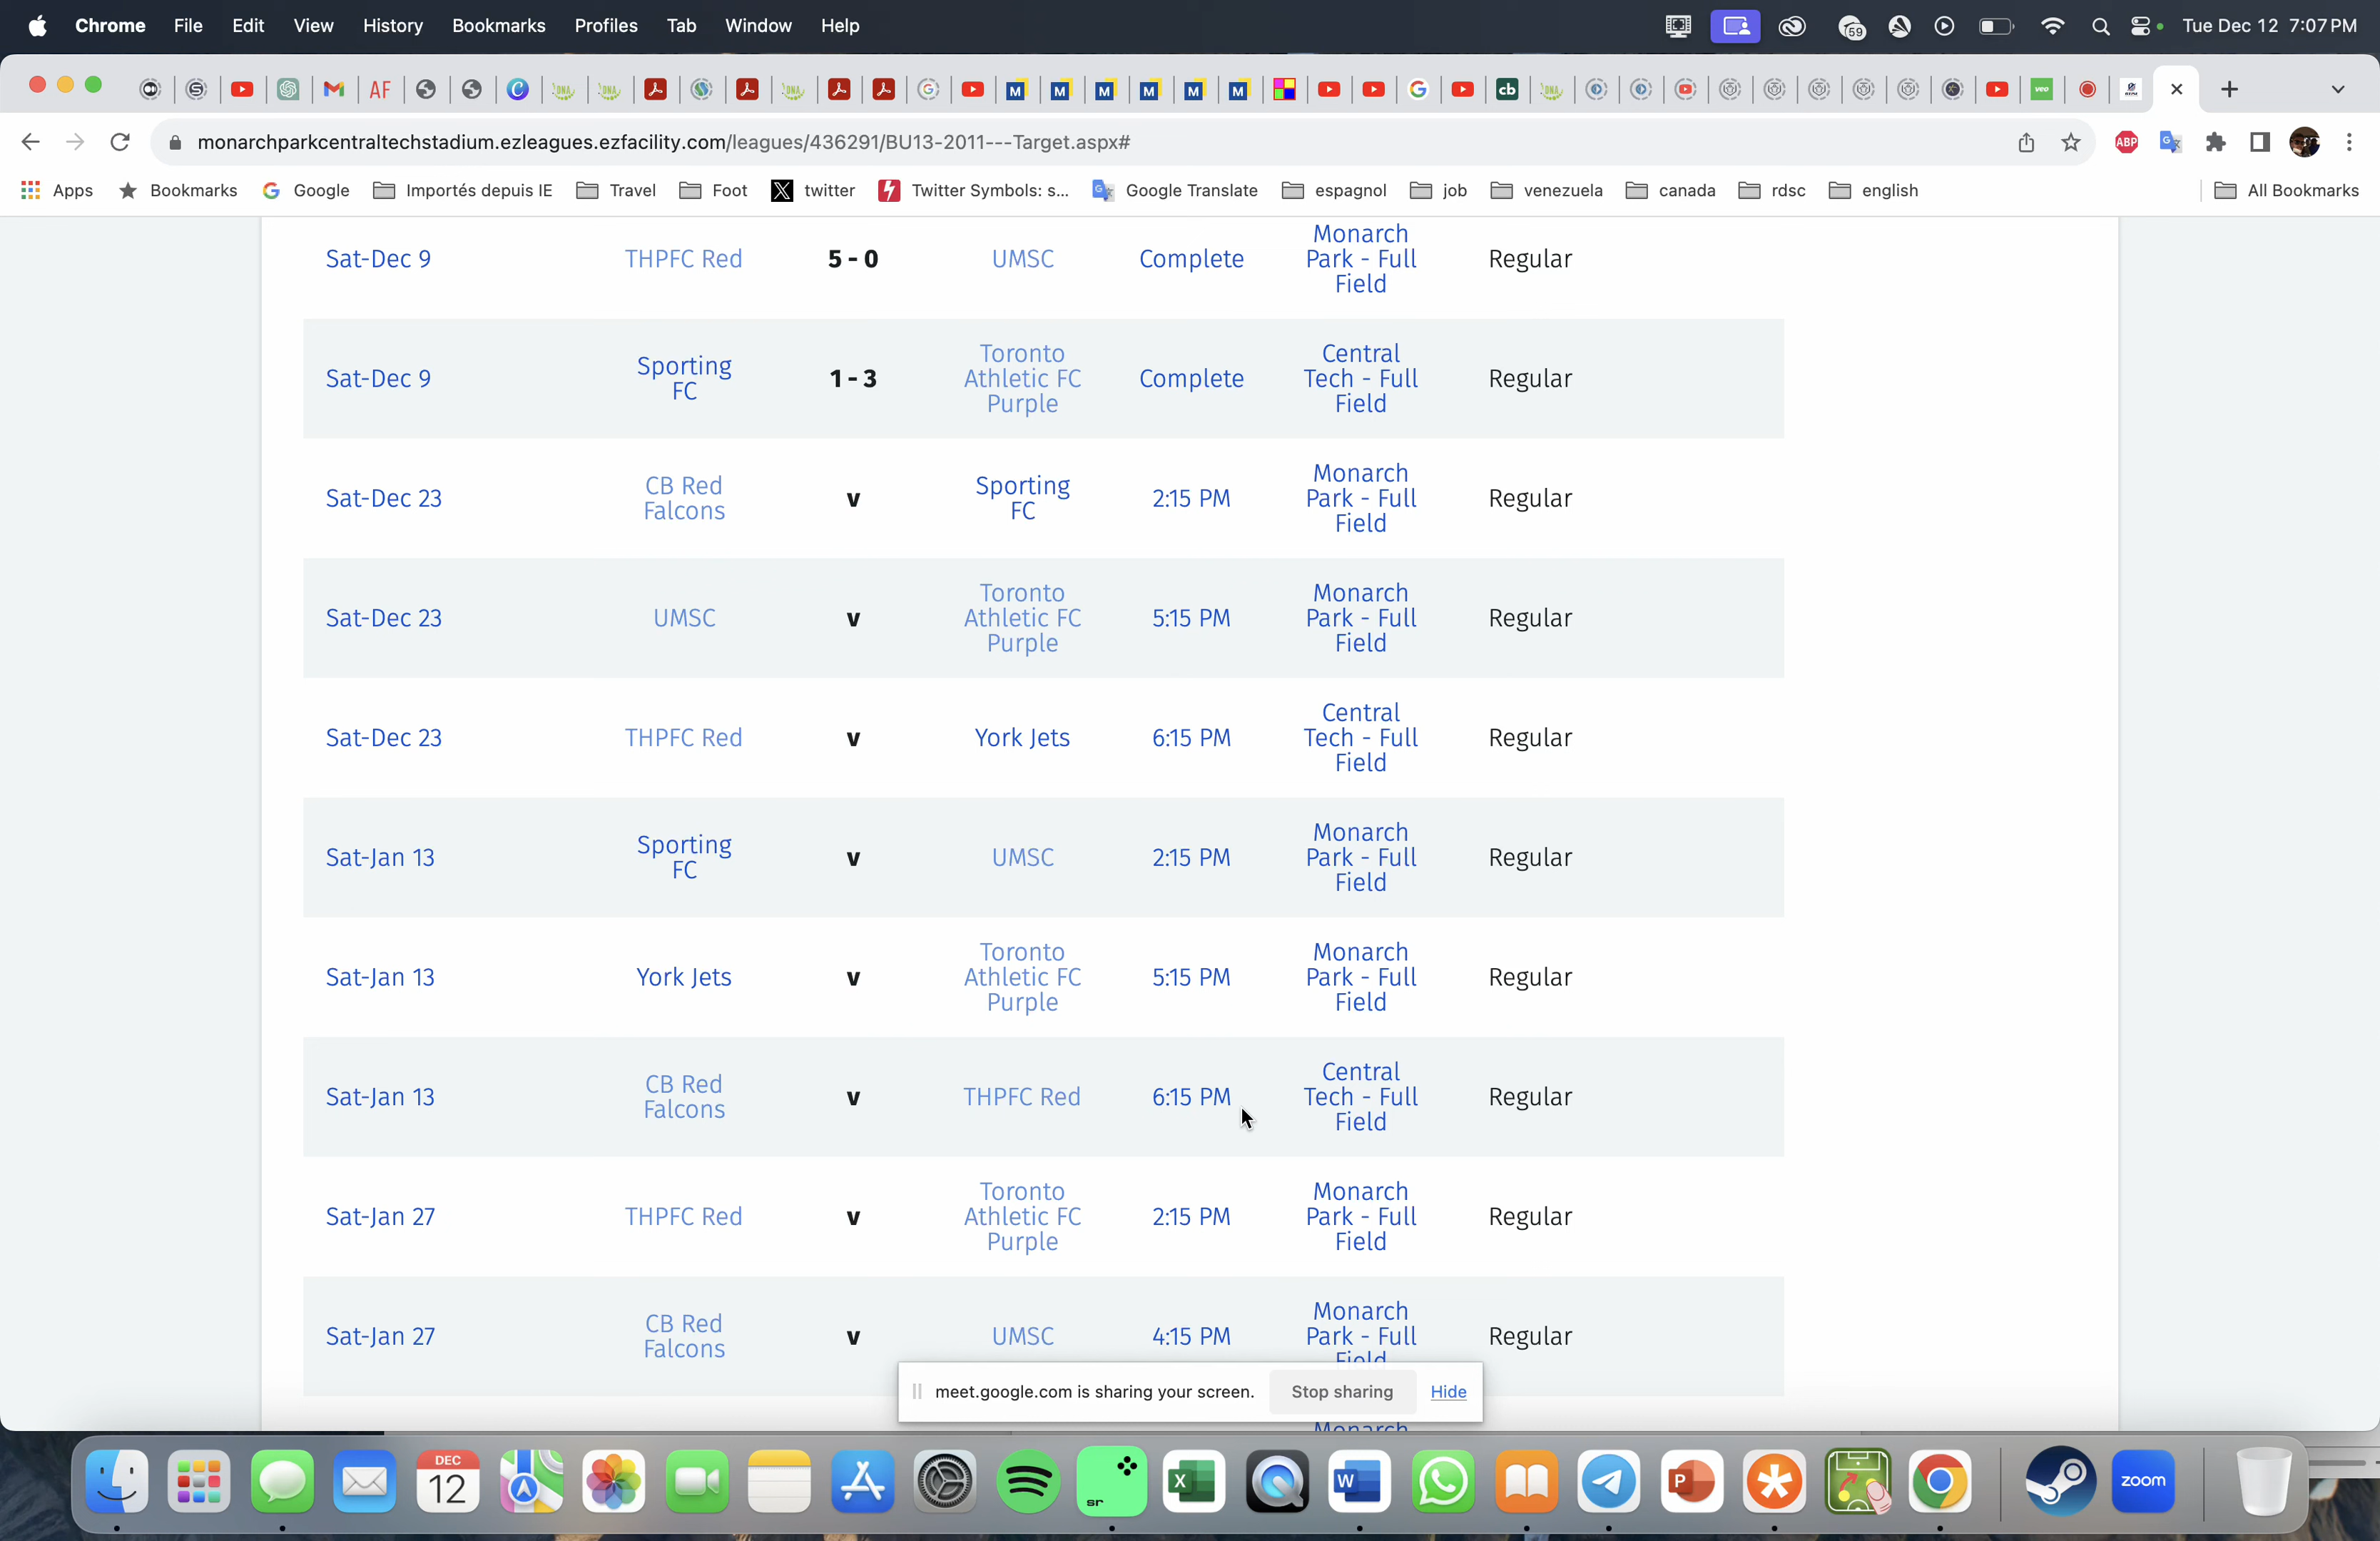 Chrome File Edit View History Bookmarks Profiles Tab Window Help 59 Tue Dec 12 7:07 PM
monarchparkcentraltechstadium.ezleagues.ezfacility.com/leagues/436291/BU13-2011---Target.aspx#
Apps Bookmarks Google Importés depuis IE Travel Foot twitter Twitter Symbols: s... Google Translate espagnol job venezuela canada rdsc english All Bookmarks
Sat-Dec 9 THPFC Red 5 - 0 UMSC Complete Monarch Park - Full Field Regular
Sat-Dec 9 Sporting FC 1 - 3 Toronto Athletic FC Purple Complete Central Tech - Full Field Regular
Sat-Dec 23 CB Red Falcons v Sporting FC 2:15 PM Monarch Park - Full Field Regular
Sat-Dec 23 UMSC v Toronto Athletic FC Purple 5:15 PM Monarch Park - Full Field Regular
Sat-Dec 23 THPFC Red v York Jets 6:15 PM Central Tech - Full Field Regular
Sat-Jan 13 Sporting FC v UMSC 2:15 PM Monarch Park - Full Field Regular
Sat-Jan 13 York Jets v Toronto Athletic FC Purple 5:15 PM Monarch Park - Full Field Regular
Sat-Jan 13 CB Red Falcons v THPFC Red 6:15 PM Central Tech - Full Field Regular
Sat-Jan 27 THPFC Red v Toronto Athletic FC Purple 2:15 PM Monarch Park - Full Field Regular
Sat-Jan 27 CB Red Falcons v UMSC 4:15 PM Monarch Park - Full Field Regular
meet.google.com is sharing your screen. Stop sharing Hide
Monarch
DEC
12
sr
zoom